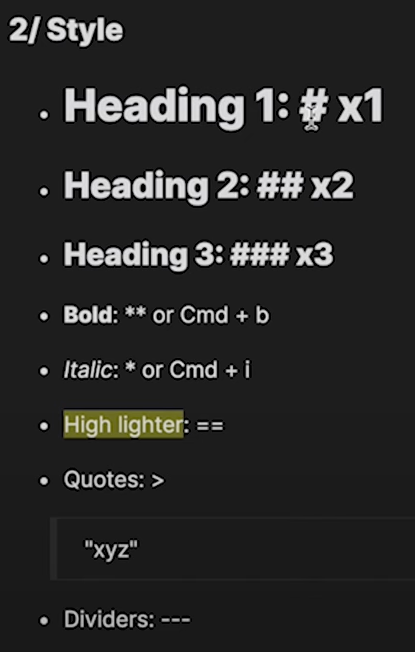 2/ Style
• Heading 1: # x1
• Heading 2: ## x2
• Heading 3: ### x3
• Bold: ** or Cmd + b
• Italic: * or Cmd + i
• High lighter: ==
• Quotes: >
"xyz"
• Dividers: ---